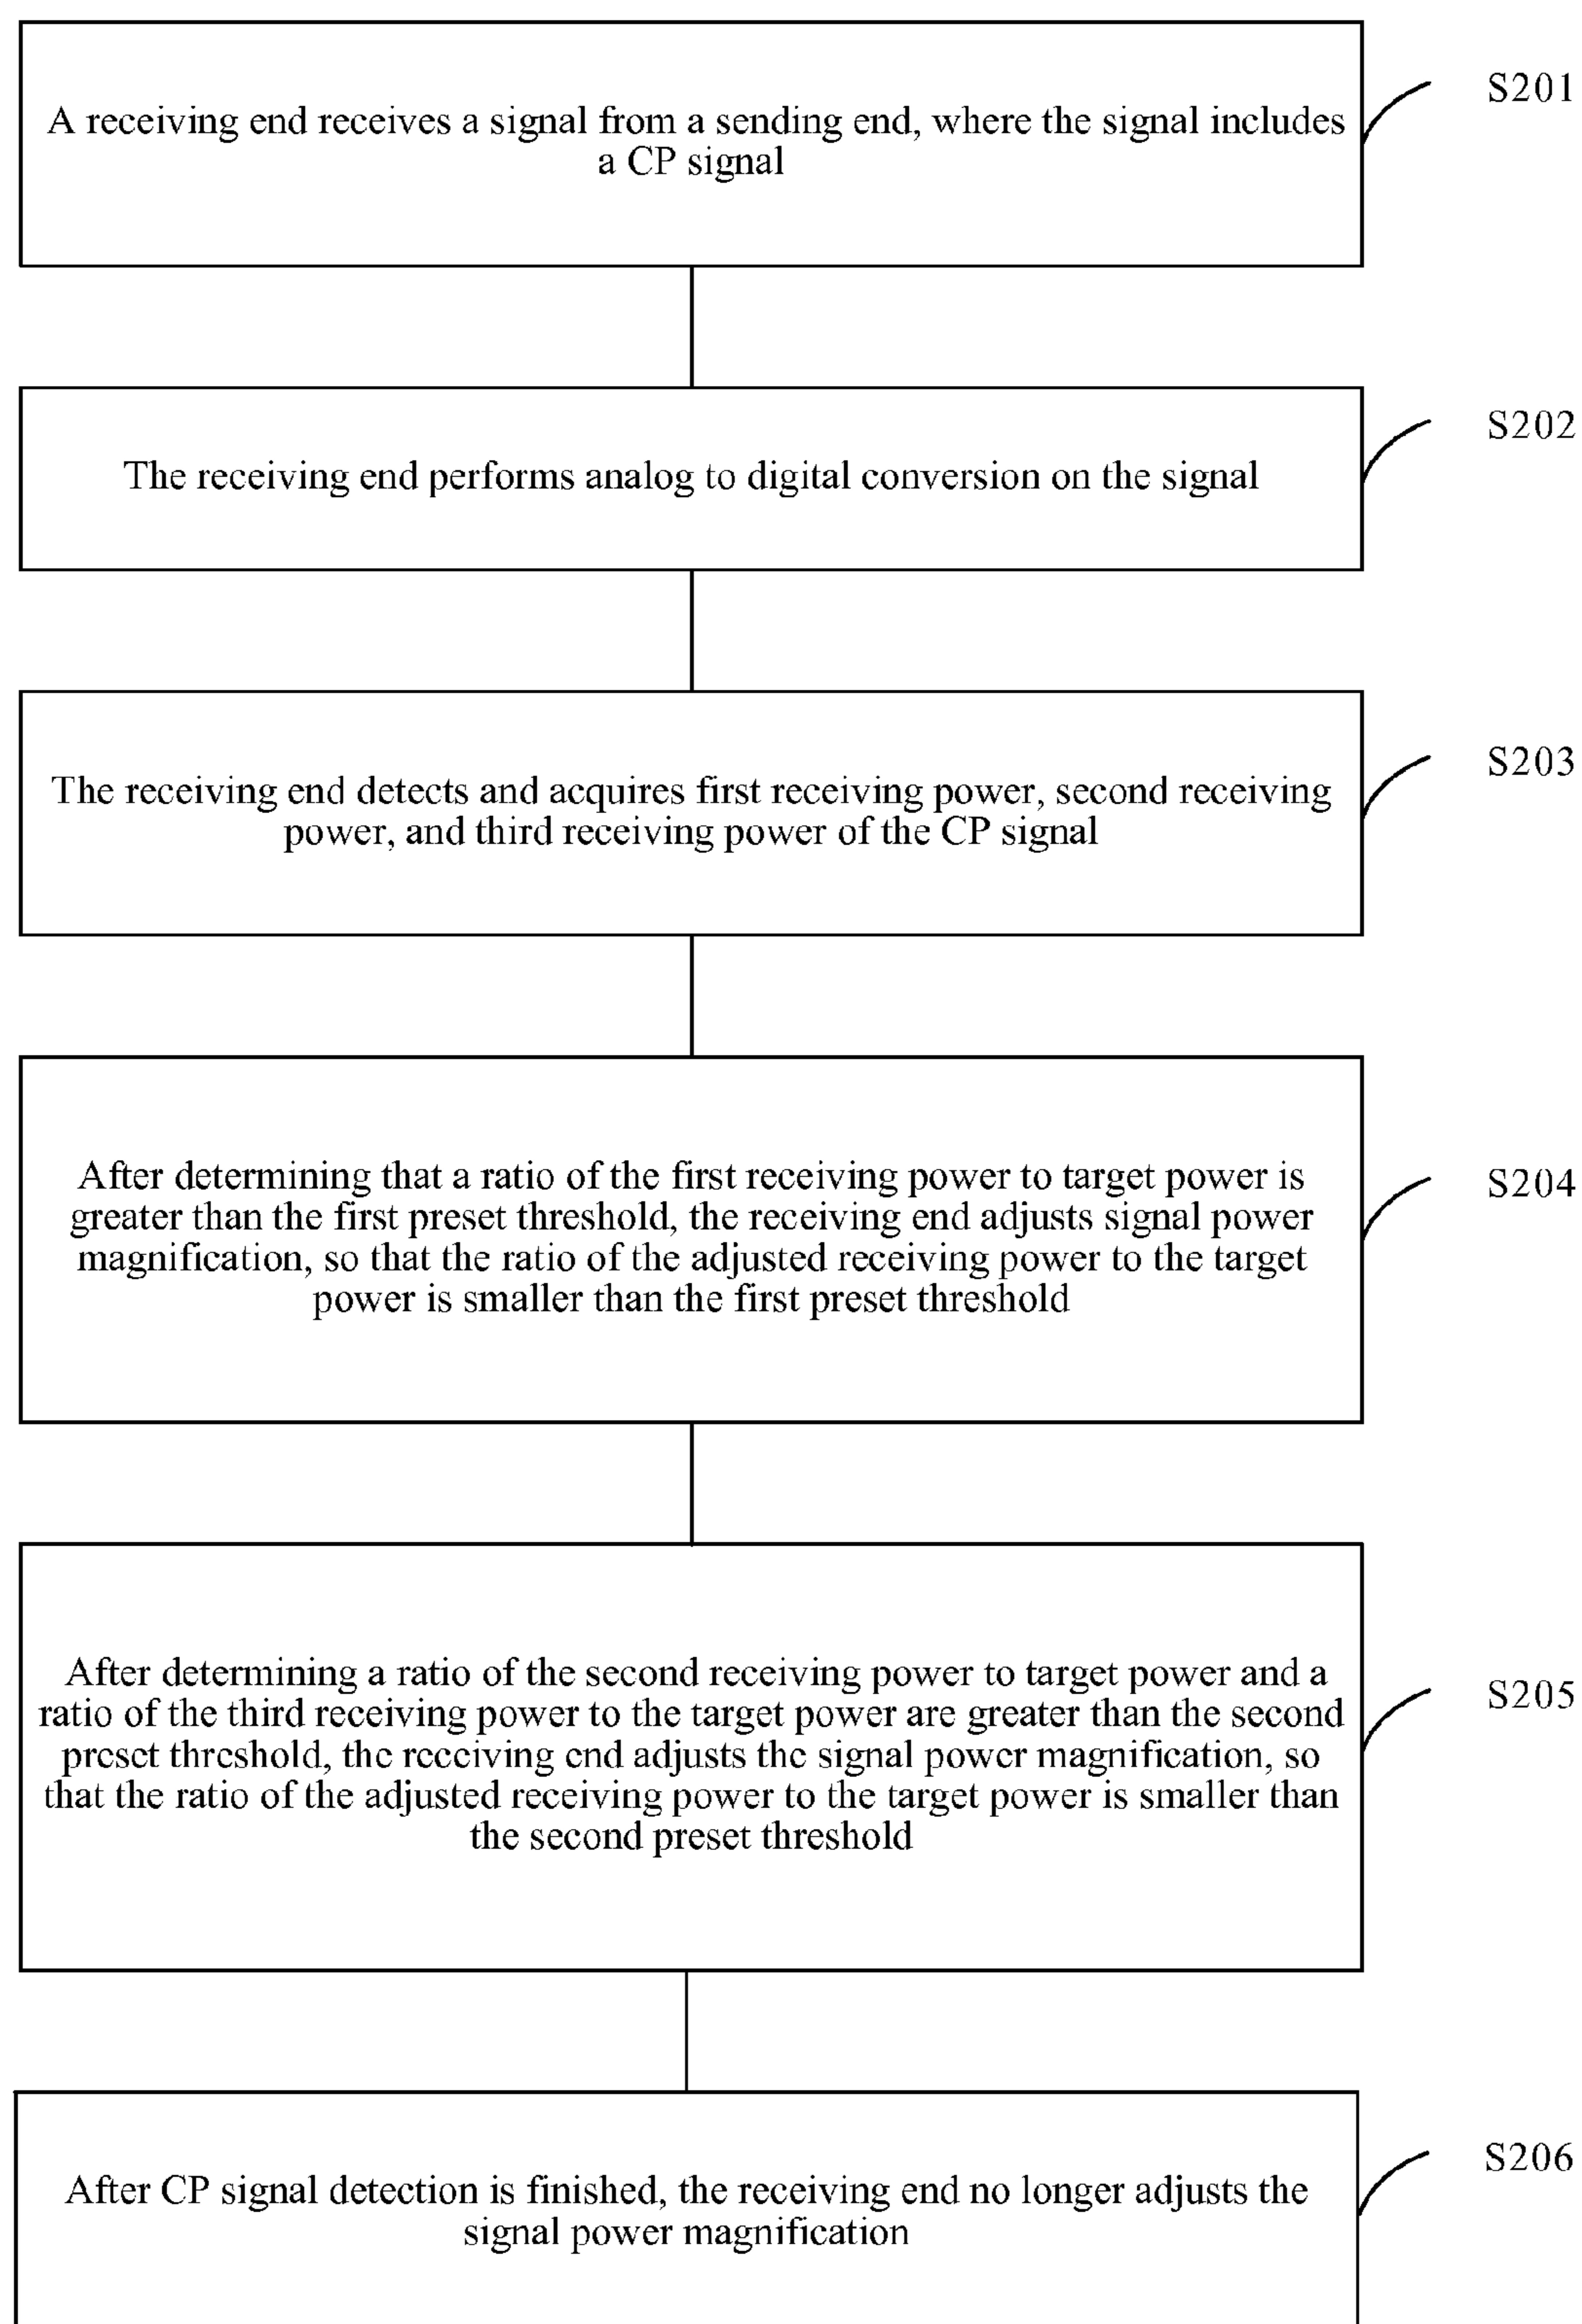 A receiving end receives a signal from a sending end, where the signal includes
a CP signal
S201
The receiving end performs analog to digital conversion on the signal
S202
The receiving end detects and acquires first receiving power, second receiving
power, and third receiving power of the CP signal
S203
After determining that a ratio of the first receiving power to target power is
greater than the first preset threshold, the receiving end adjusts signal power
magnification, so that the ratio of the adjusted receiving power to the target
power is smaller than the first preset threshold
S204
After determining a ratio of the second receiving power to target power and a
ratio of the third receiving power to the target power are greater than the second
preset threshold, the receiving end adjusts the signal power magnification, so
that the ratio of the adjusted receiving power to the target power is smaller than
the second preset threshold
S205
After CP signal detection is finished, the receiving end no longer adjusts the
signal power magnification
S206